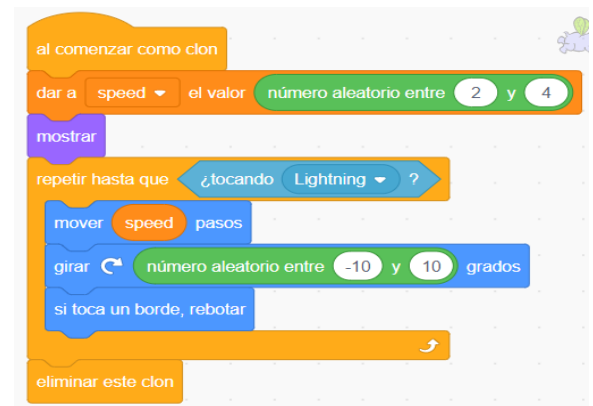 al comenzar como clon
dar a speed el valor número aleatorio entre 2 y 4
mostrar
repetir hasta que ¿tocando Lightning ?
mover speed pasos
girar número aleatorio entre -10 y 10 grados
si toca un borde, rebotar
eliminar este clon